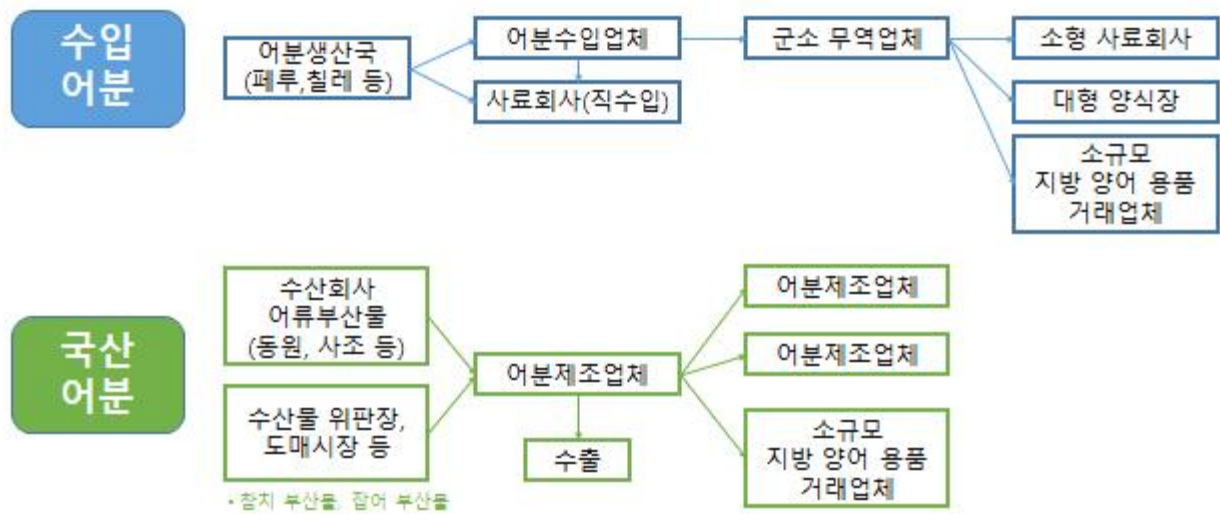 수입
어분
어분생산국
(페루,칠레 등)
어분수입업체
사료회사(직수입)
군소 무역업체
소형 사료회사
대형 양식장
소규모
지방 양어 용품
거래업체
국산
어분
수산회사
어류부산물
(동원, 사조 등)
수산물 위판장,
도매시장 등
• 참치 부산물, 잡어 부산물
어분제조업체
수출
어분제조업체
어분제조업체
소규모
지방 양어 용품
거래업체